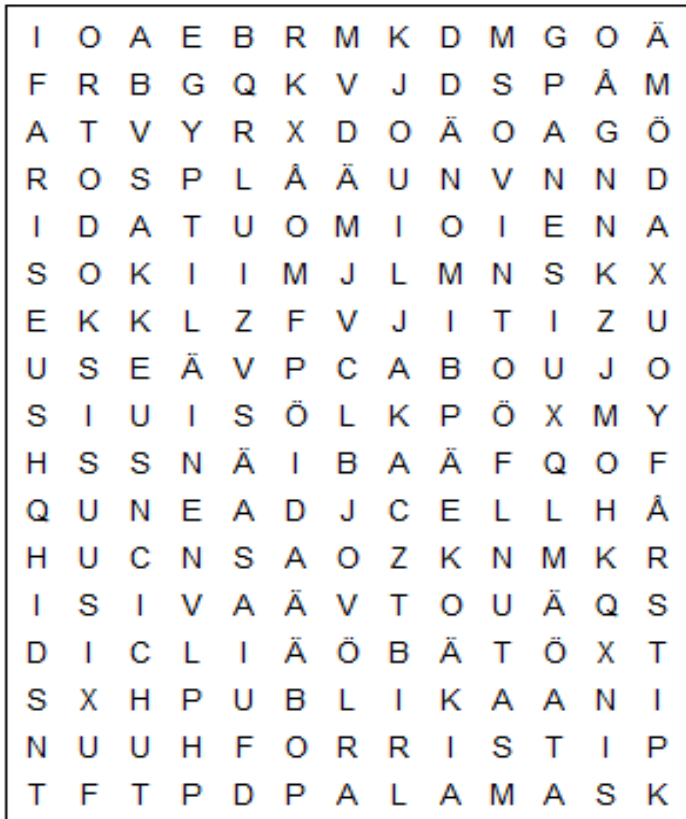 I O A E B R M K D M G O Ä
F R B G Q K V J D S P Å M
A T V Y R X D O Ä O A G Ö
R O S P L Å Ä U N V N N D
I D A T U O M I O I E N A
S O K I I M J L M N S K X
E K K L Z F V J I T I Z U
U S E Ä V P C A B O U J O
S I U I S Ö L K P Ö X M Y
H S S N Ä I B A Ä F Q O F
Q U N E A D J C E L L H Å
H U C N S A O Z K N M K R
I S I V A Ä V T O U Ä Q S
D I C L I Ä Ö B Ä T Ö X T
S X H P U B L I K A A N I
N U U H F O R R I S T I P
T F T P D P A L A M A S K